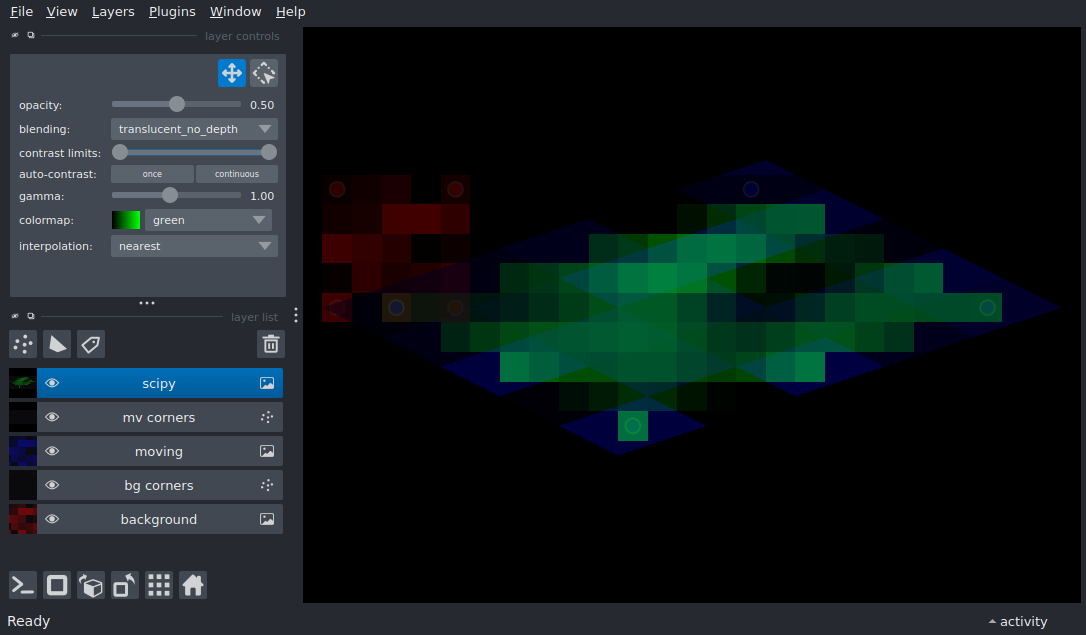 File View Layers Plugins Window Help
layer controls
opacity: 0.50
blending: translucent_no_depth
contrast limits:
auto-contrast: once continuous
gamma: 1.00
colormap: green
interpolation: nearest
layer list
scipy
mv corners
moving
bg corners
background
Ready
activity